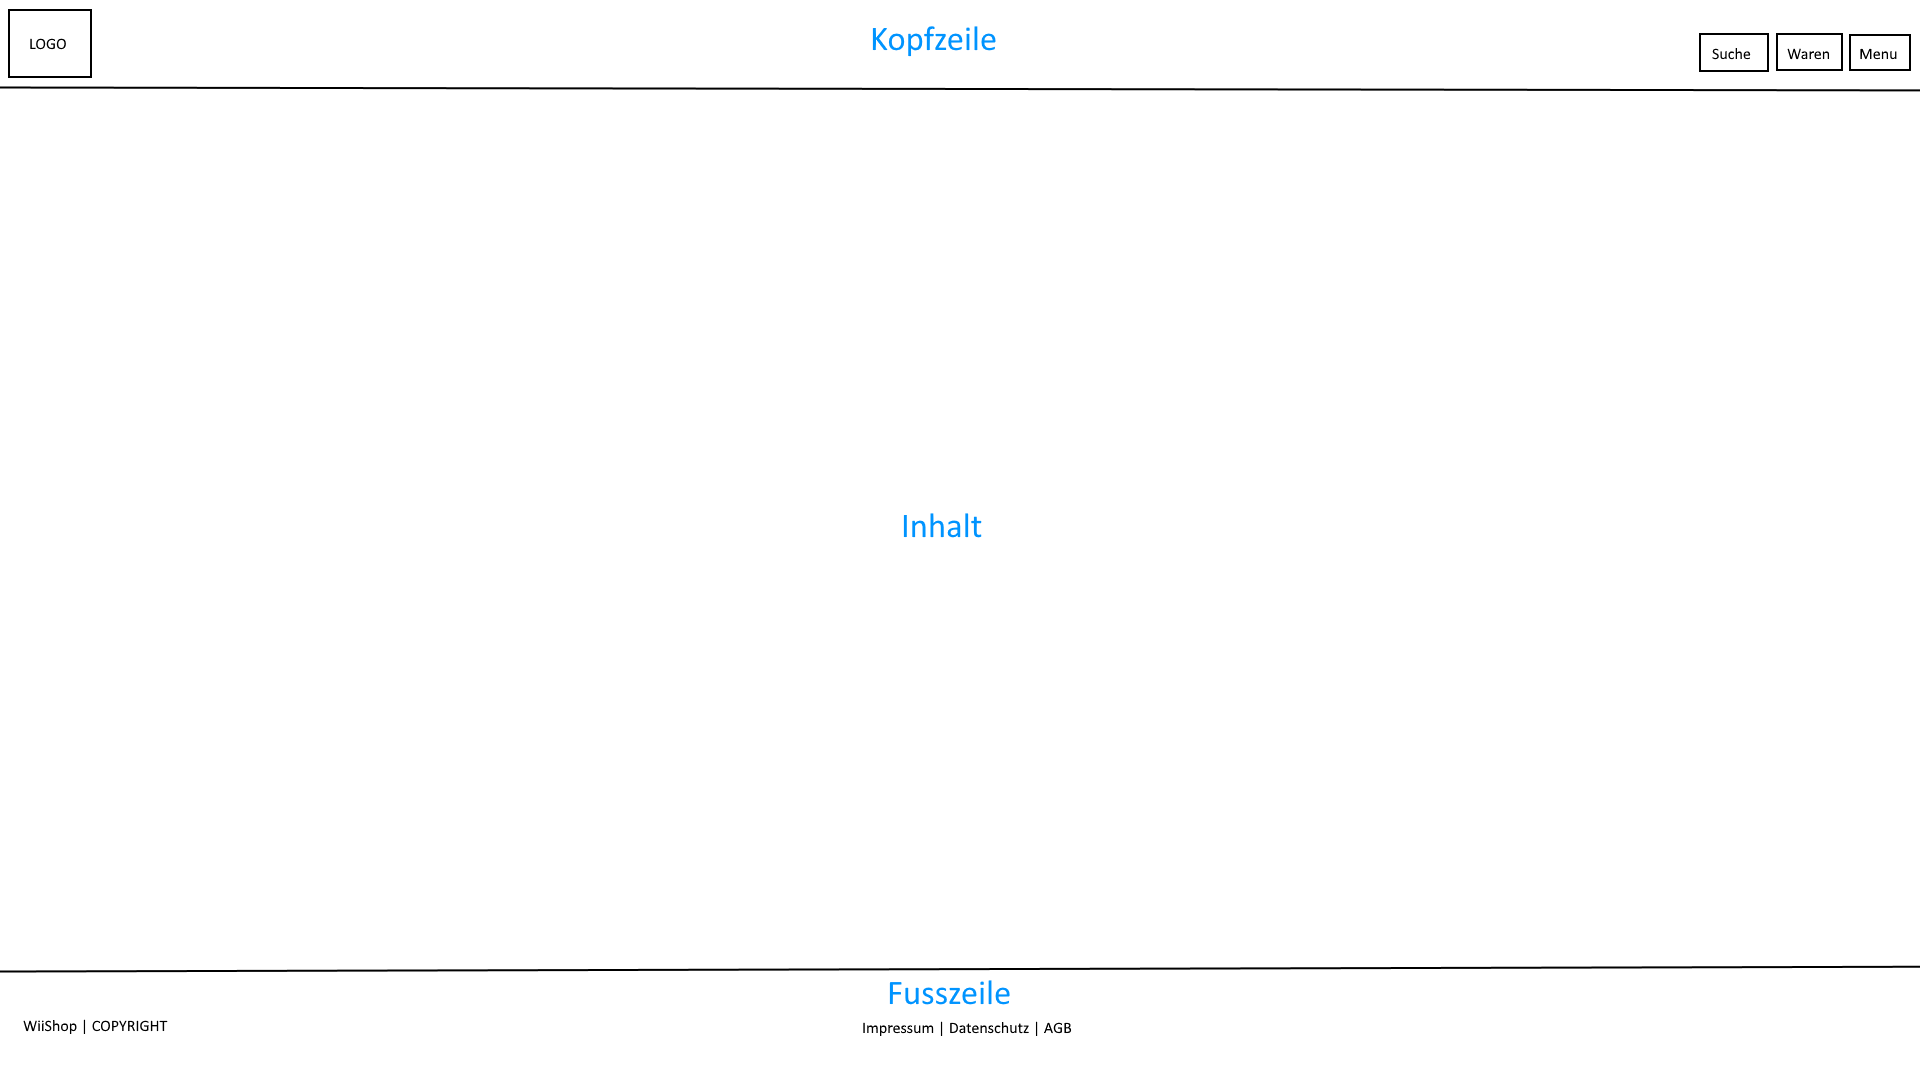 LOGO
Kopfzeile
Suche
Waren
Menu
Inhalt
Fusszeile
WiiShop | COPYRIGHT
Impressum | Datenschutz | AGB